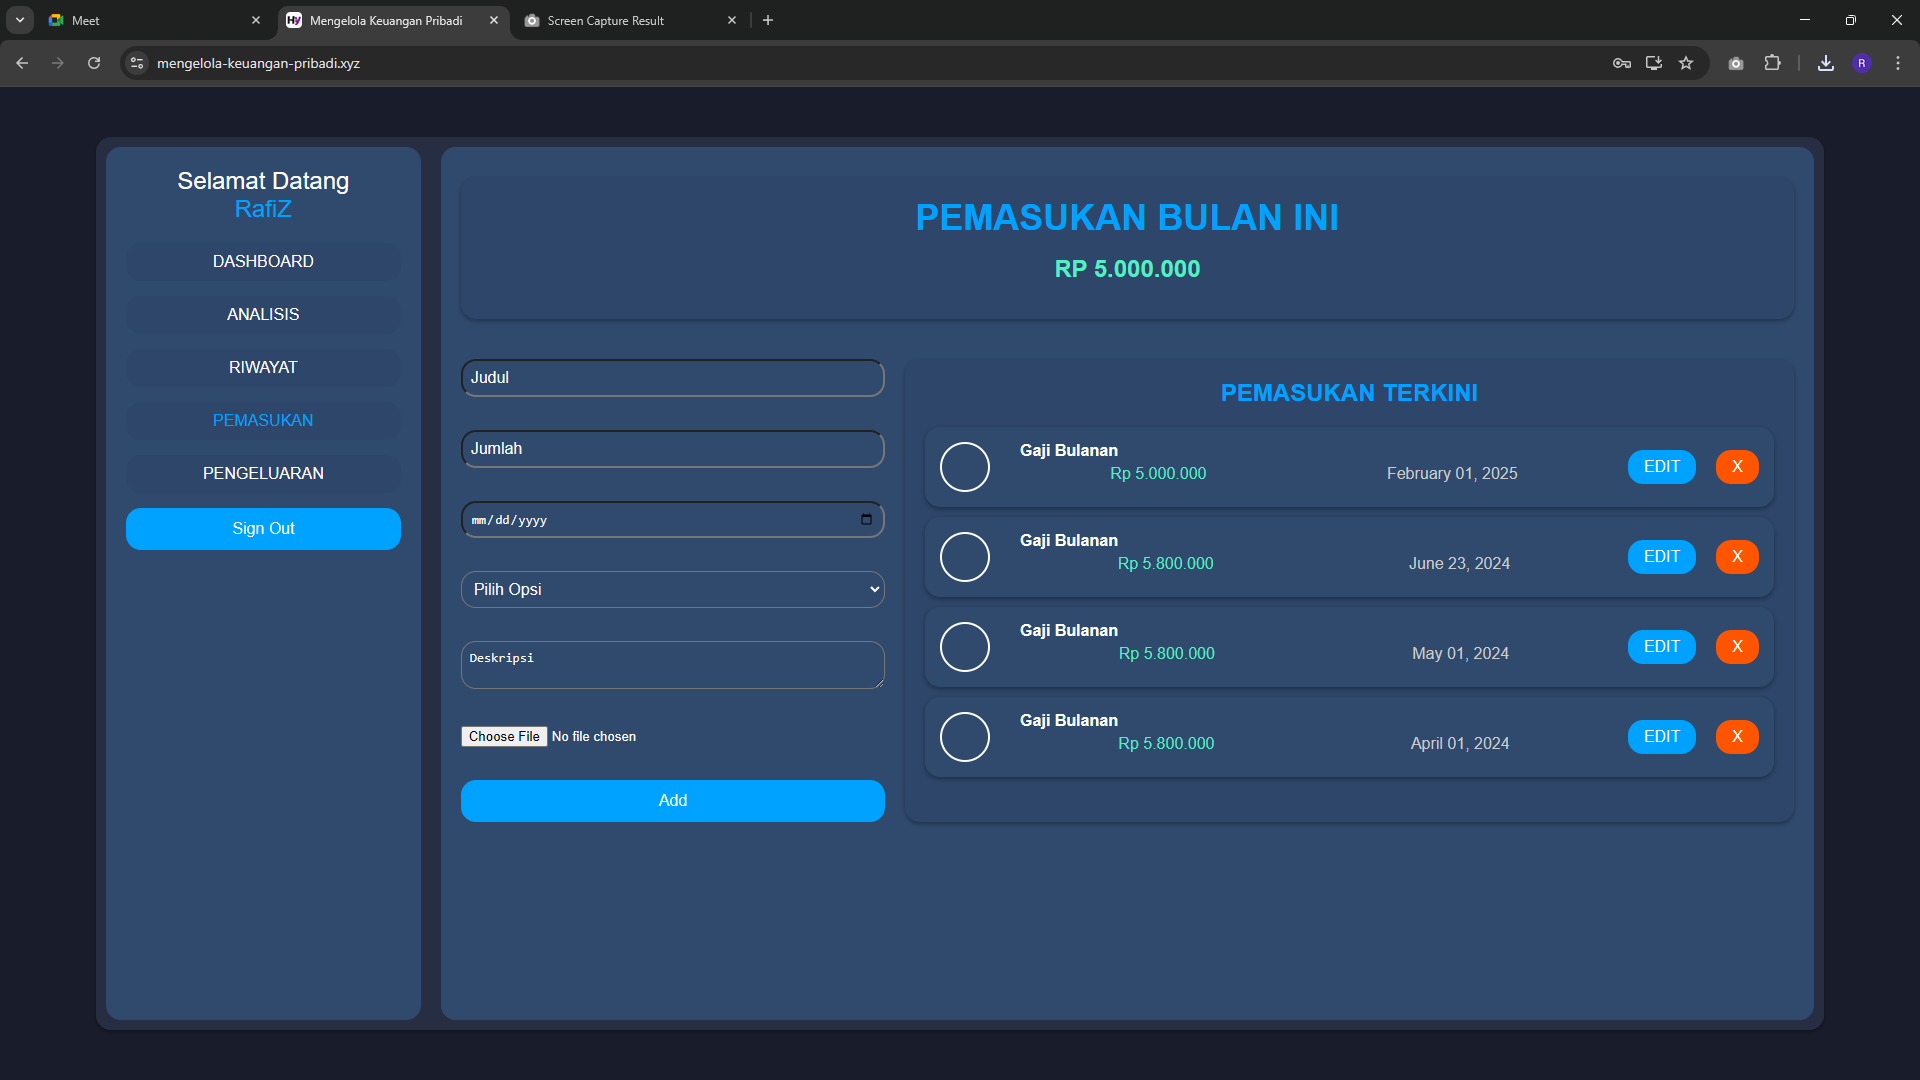 Meet
Mengelola Keuangan Pribadi
Screen Capture Result
mengelola-keuangan-pribadi.xyz
R
Selamat Datang
RafiZ
DASHBOARD
ANALISIS
RIWAYAT
PEMASUKAN
PENGELUARAN
Sign Out
PEMASUKAN BULAN INI
RP 5.000.000
Judul
Jumlah
mm/dd/yyyy
Pilih Opsi
Deskripsi
Choose File No file chosen
Add
PEMASUKAN TERKINI
Gaji Bulanan
Rp 5.000.000 February 01, 2025 EDIT X
Gaji Bulanan
Rp 5.800.000 June 23, 2024 EDIT X
Gaji Bulanan
Rp 5.800.000 May 01, 2024 EDIT X
Gaji Bulanan
Rp 5.800.000 April 01, 2024 EDIT X